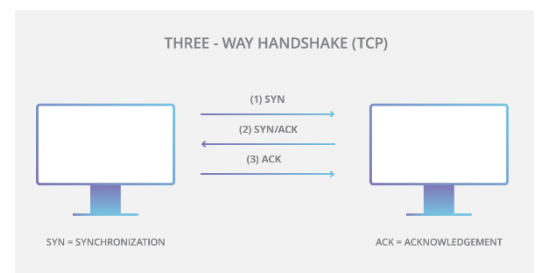 THREE - WAY HANDSHAKE (TCP)
(1) SYN
(2) SYN/ACK
(3) ACK
SYN = SYNCHRONIZATION
ACK = ACKNOWLEDGEMENT